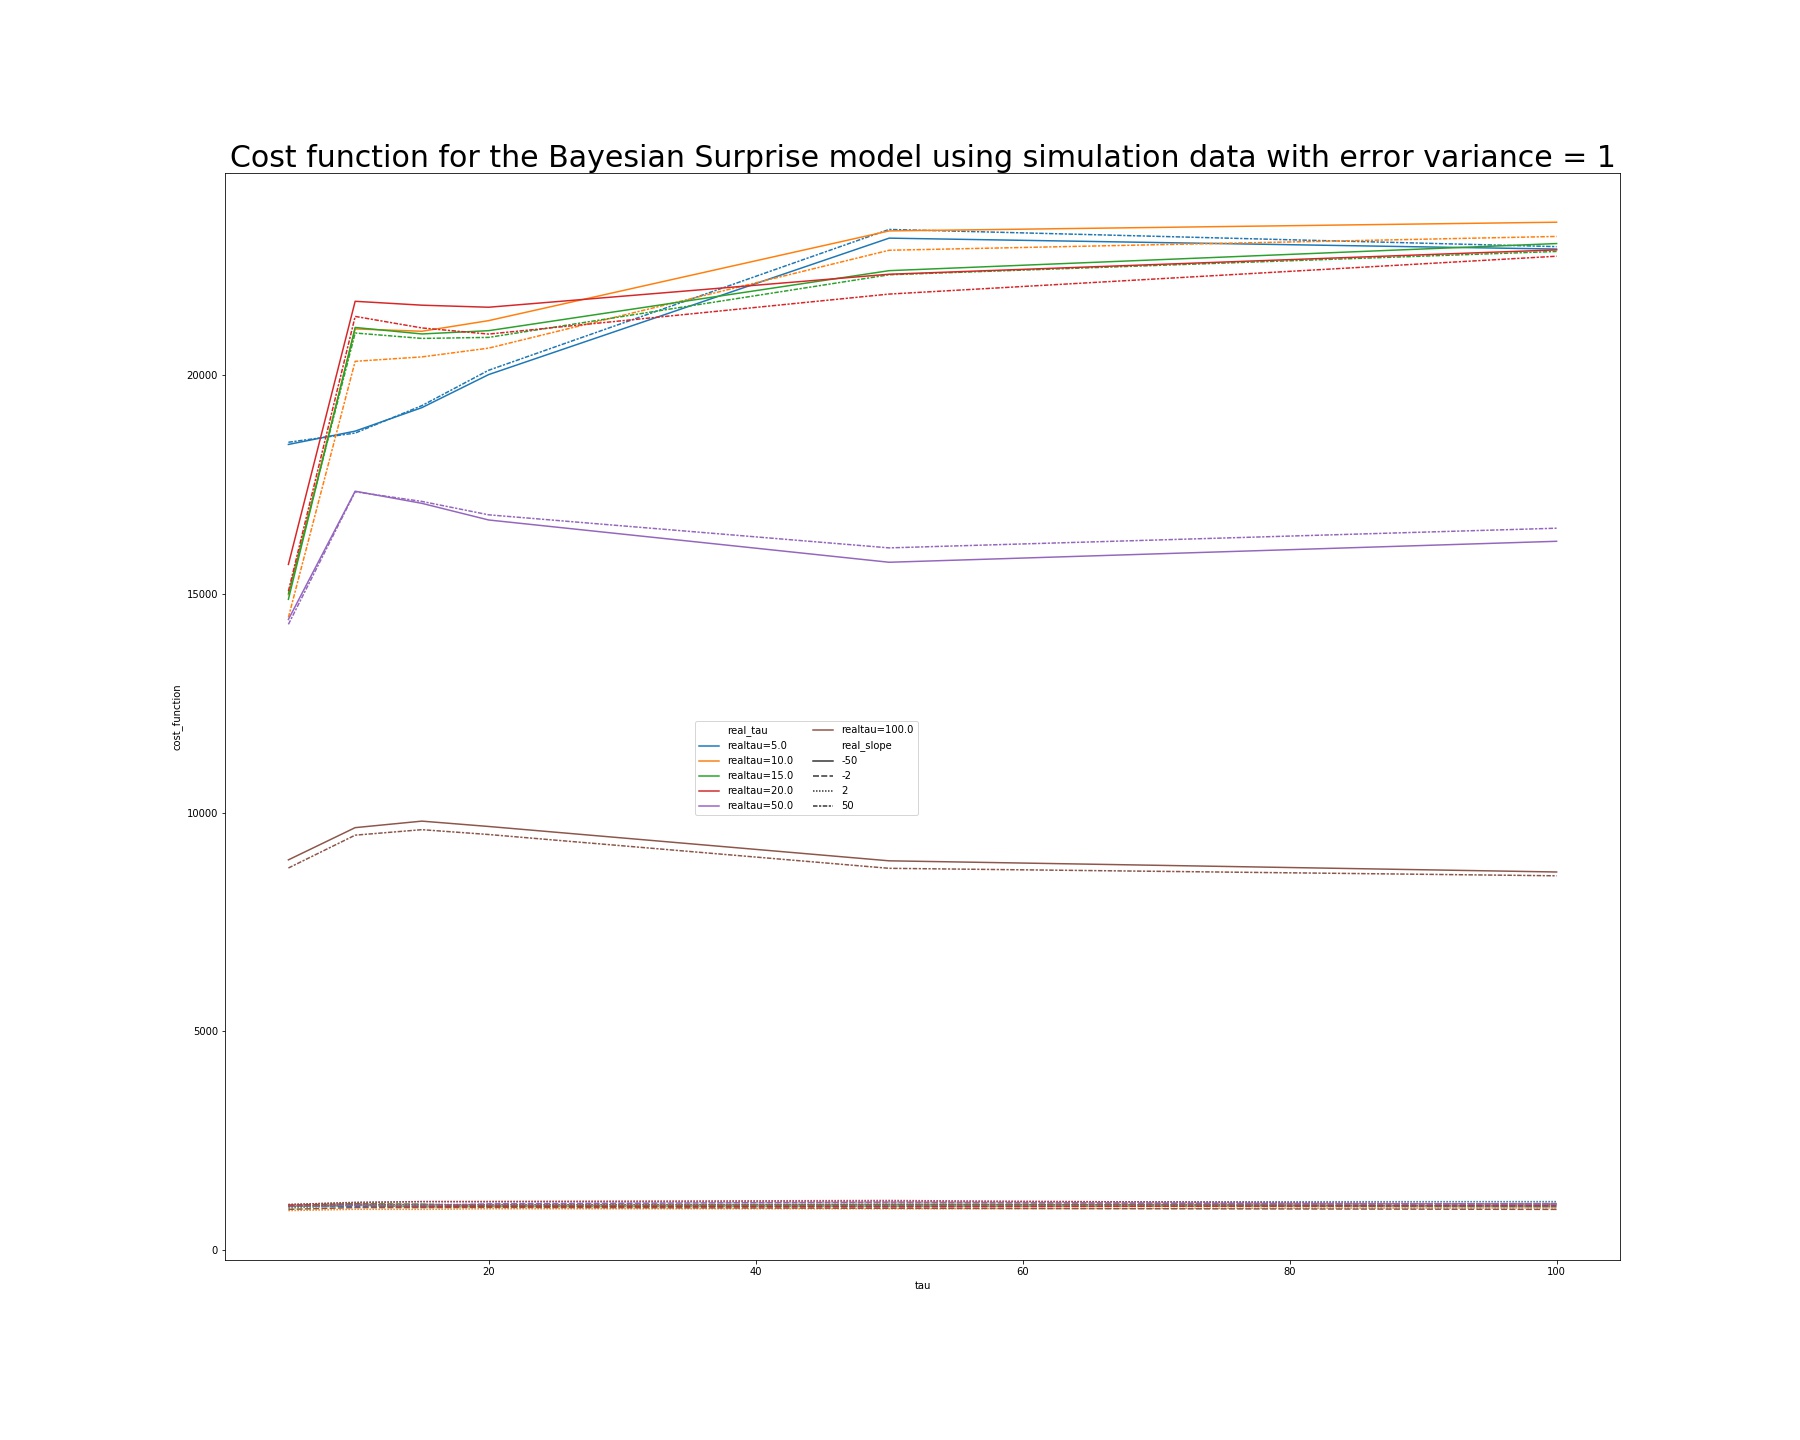 Cost function for the Bayesian Surprise model using simulation data with error variance = 1
20000
15000
10000
5000
0
cost_function
real_tau
realtau=5.0
realtau=10.0
realtau=15.0
realtau=20.0
realtau=50.0
realtau=100.0
real_slope
-50
-2
2
50
20
40
60
80
100
tau